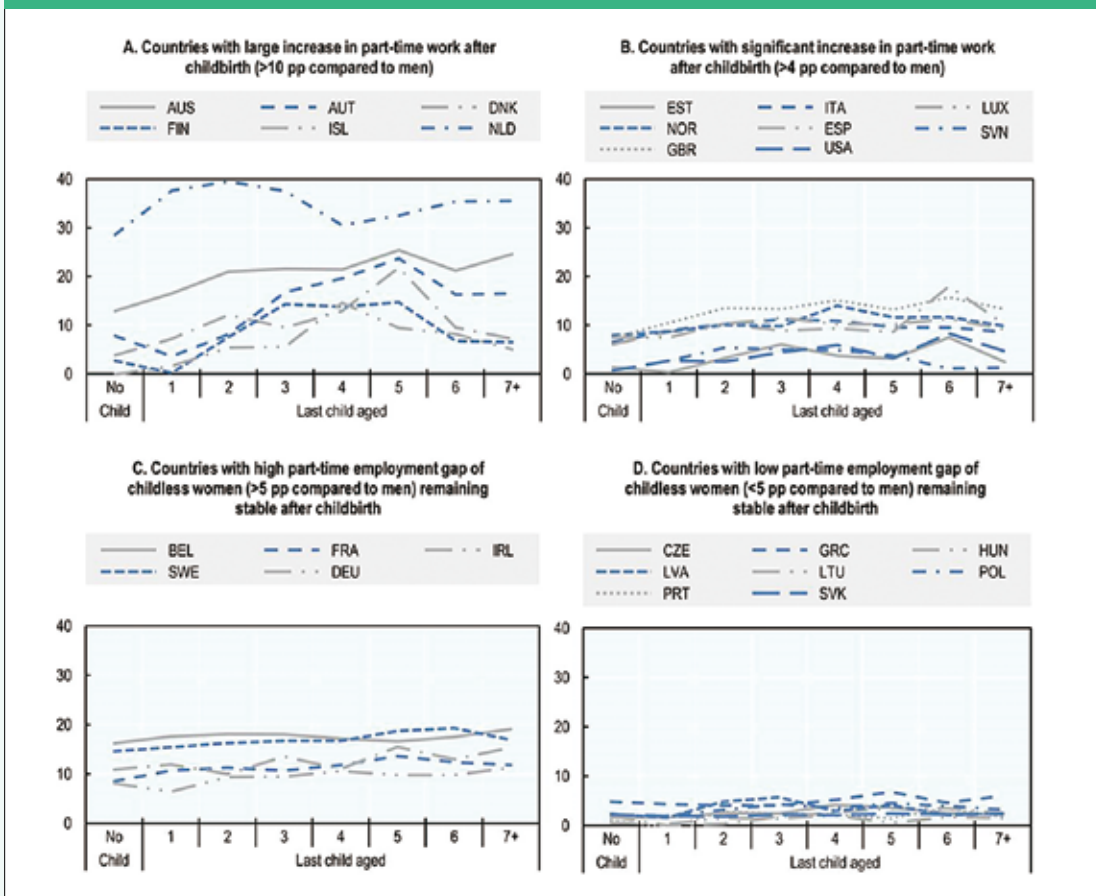 A. Countries with large increase in part-time work after
childbirth (>10 pp compared to men)
AUS AUT DNK
FIN ISL NLD
40
30
20
10
0
No 1 2 3 4 5 6 7+
Child Last child aged
B. Countries with significant increase in part-time work
after childbirth (>4 pp compared to men)
EST ITA LUX
NOR ESP SVN
GBR USA
40
30
20
10
0
No 1 2 3 4 5 6 7+
Child Last child aged
C. Countries with high part-time employment gap of
childless women (>5 pp compared to men) remaining
stable after childbirth
BEL FRA IRL
SWE DEU
40
30
20
10
0
No 1 2 3 4 5 6 7+
Child Last child aged
D. Countries with low part-time employment gap of
childless women (<5 pp compared to men) remaining
stable after childbirth
CZE GRC HUN
LVA LTU POL
PRT SVK
40
30
20
10
0
No 1 2 3 4 5 6 7+
Child Last child aged